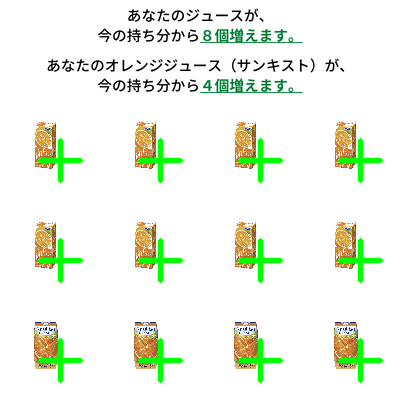 あなたのジュースが、
今の持ち分から８個増えます。
あなたのオレンジジュース（サンキスト）が、
今の持ち分から４個増えます。